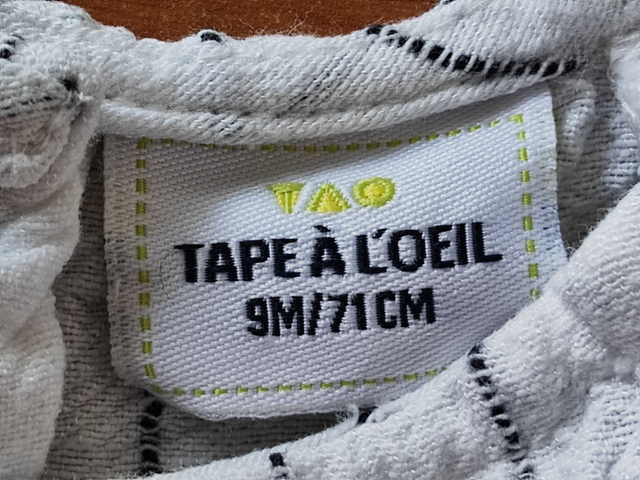 TAO
TAPE À L'OEIL
9M/71CM